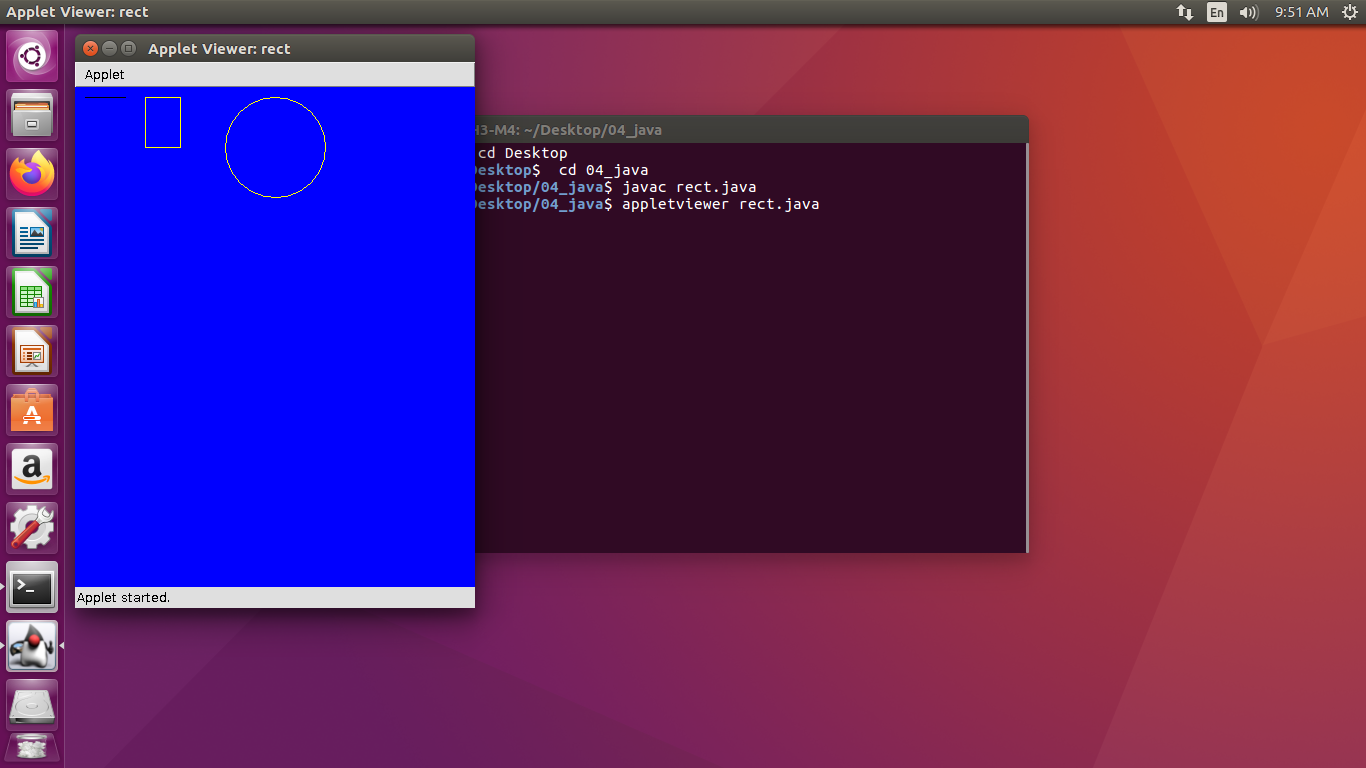 Applet Viewer: rect
En
9:51 AM
Applet Viewer: rect
Applet
H3-M4: ~/Desktop/04_java
cd Desktop
Desktop$ cd 04_java
Desktop/04_java$ javac rect.java
Desktop/04_java$ appletviewer rect.java
Applet started.